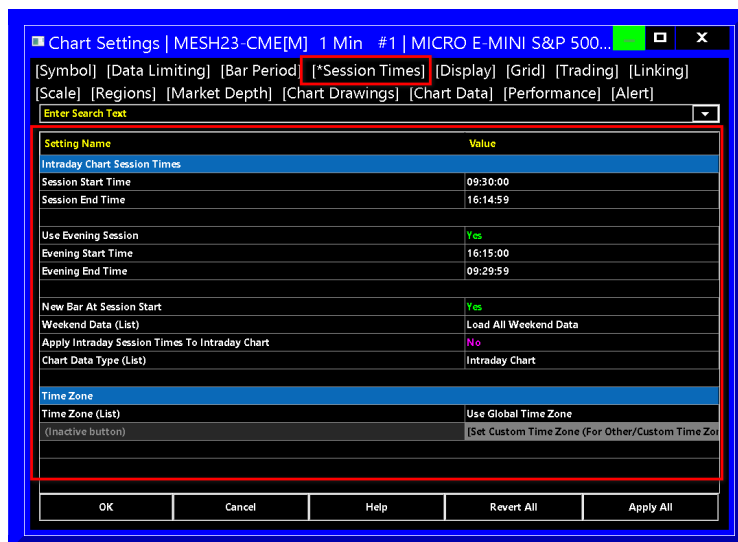 Chart Settings | MESH23-CME[M] 1 Min #1 | MICRO E-MINI S&P 500...
[Symbol] [Data Limiting] [Bar Period] [*Session Times] [Display] [Grid] [Trading] [Linking]
[Scale] [Regions] [Market Depth] [Chart Drawings] [Chart Data] [Performance] [Alert]
Enter Search Text
Setting Name Value
Intraday Chart Session Times
Session Start Time 09:30:00
Session End Time 16:14:59
Use Evening Session Yes
Evening Start Time 16:15:00
Evening End Time 09:29:59
New Bar At Session Start Yes
Weekend Data (List) Load All Weekend Data
Apply Intraday Session Times To Intraday Chart No
Chart Data Type (List) Intraday Chart
Time Zone
Time Zone (List) Use Global Time Zone
(Inactive button) [Set Custom Time Zone (For Other/Custom Time Zor
OK Cancel Help Revert All Apply All